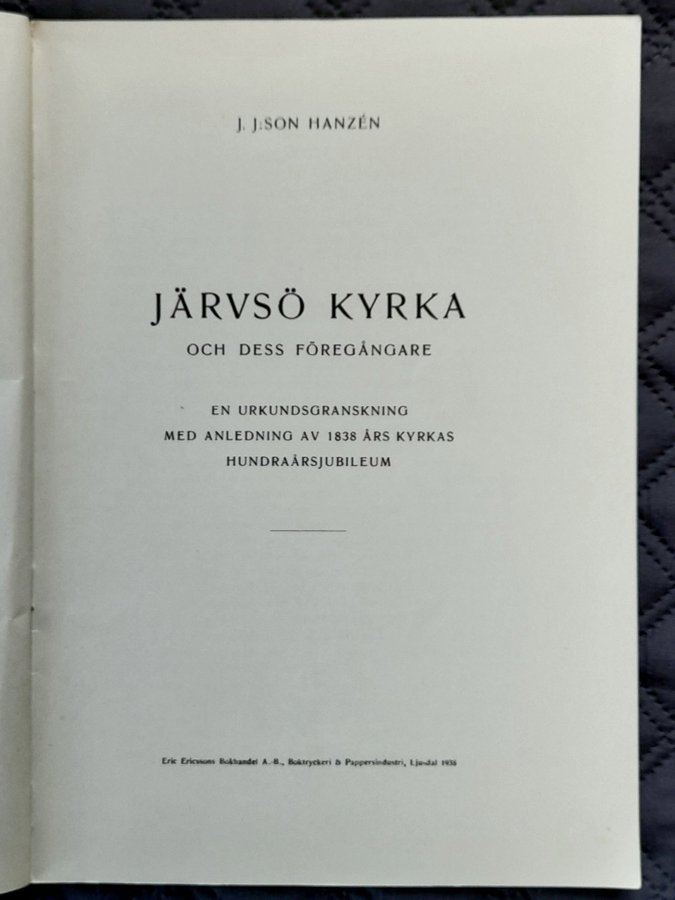 J. J:SON HANZÉN
JÄRVSÖ KYRKA
OCH DESS FÖREGÅNGARE
EN URKUNDSGRANSKNING
MED ANLEDNING AV 1838 ÅRS KYRKAS
HUNDRAÅRSJUBILEUM
Eric Ericssons Bokhandel A.-B., Boktryckeri & Pappersindustri, Ljusdal 1938